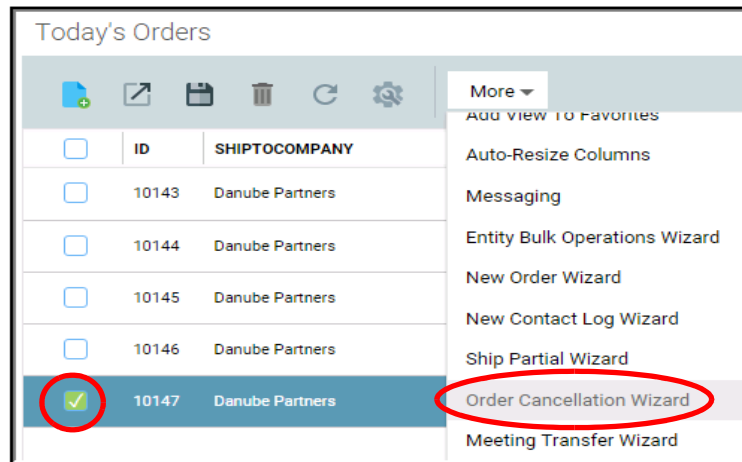 Today's Orders
More
Add View To Favorites
ID SHIPTOCOMPANY
Auto-Resize Columns
10143 Danube Partners
Messaging
10144 Danube Partners
Entity Bulk Operations Wizard
New Order Wizard
10145 Danube Partners
New Contact Log Wizard
10146 Danube Partners
Ship Partial Wizard
10147 Danube Partners
Order Cancellation Wizard
Meeting Transfer Wizard